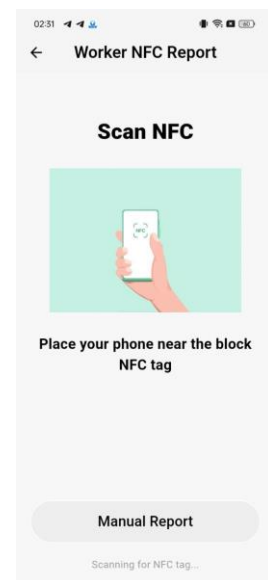 02:31
Worker NFC Report
Scan NFC
NFC
Place your phone near the block
NFC tag
Manual Report
Scanning for NFC tag...